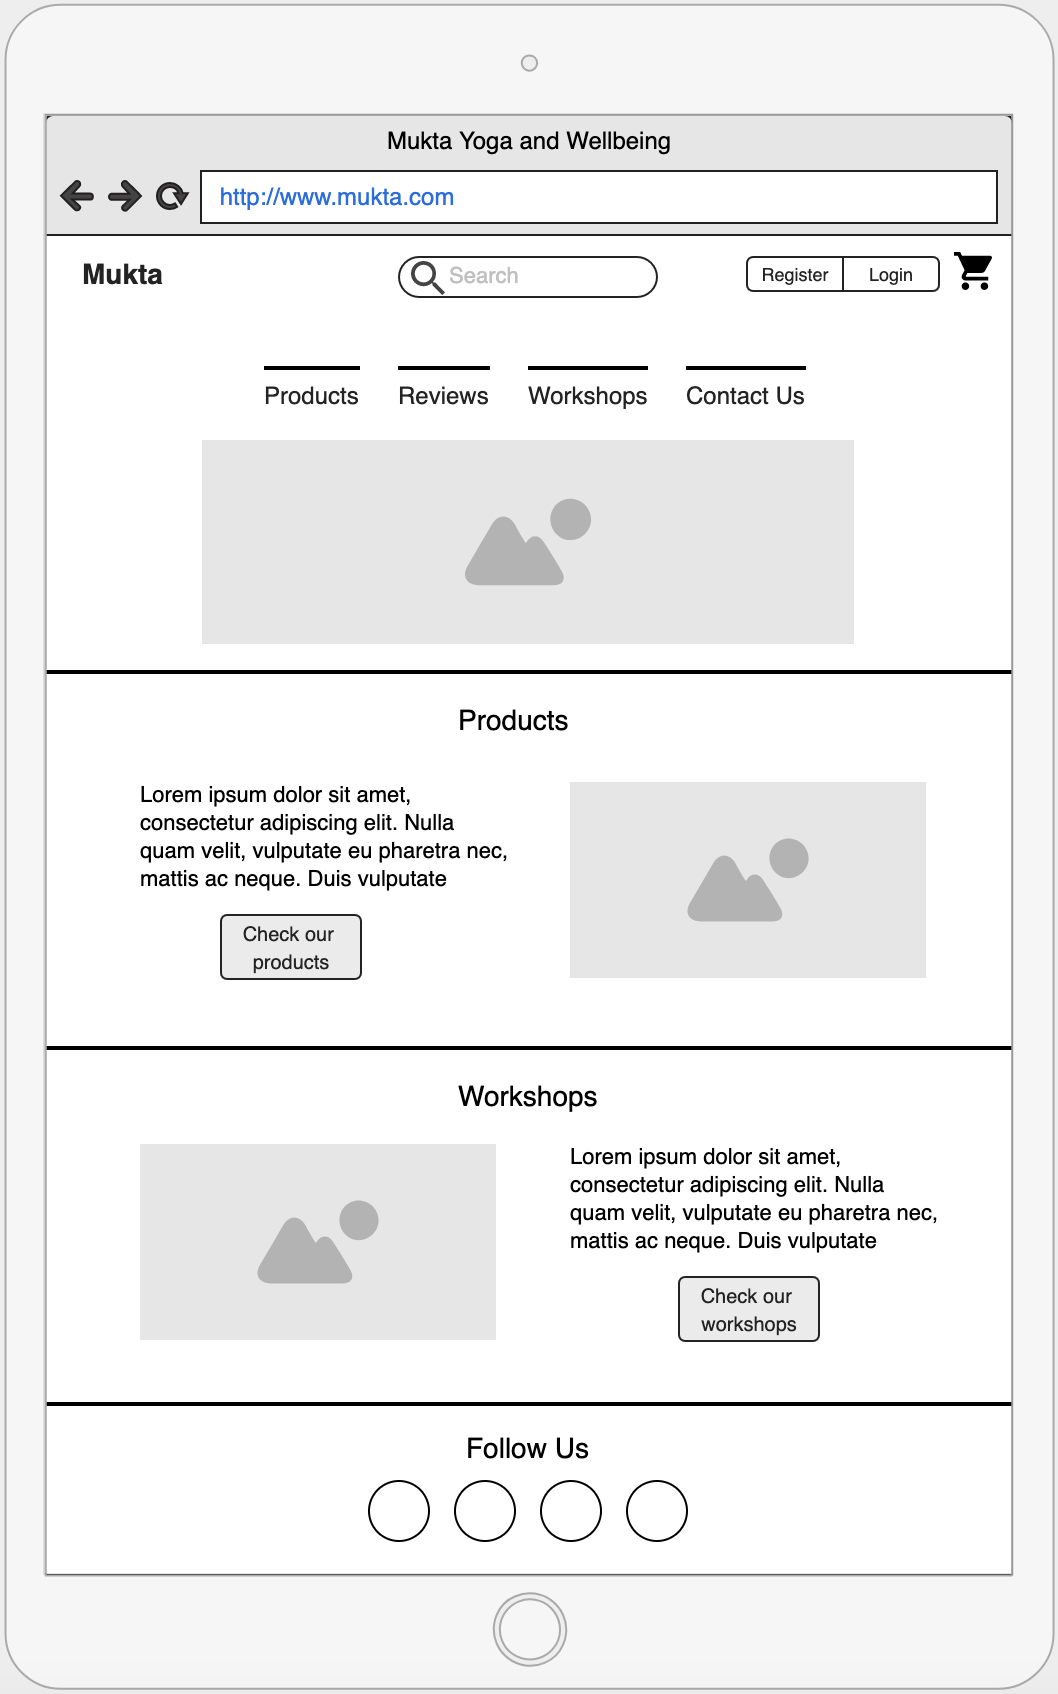 Mukta Yoga and Wellbeing
http://www.mukta.com
Mukta
Search
Register
Login
Products
Reviews
Workshops
Contact Us
Products
Lorem ipsum dolor sit amet,
consectetur adipiscing elit. Nulla
quam velit, vulputate eu pharetra nec,
mattis ac neque. Duis vulputate
Check our
products
Workshops
Lorem ipsum dolor sit amet,
consectetur adipiscing elit. Nulla
quam velit, vulputate eu pharetra nec,
mattis ac neque. Duis vulputate
Check our
workshops
Follow Us